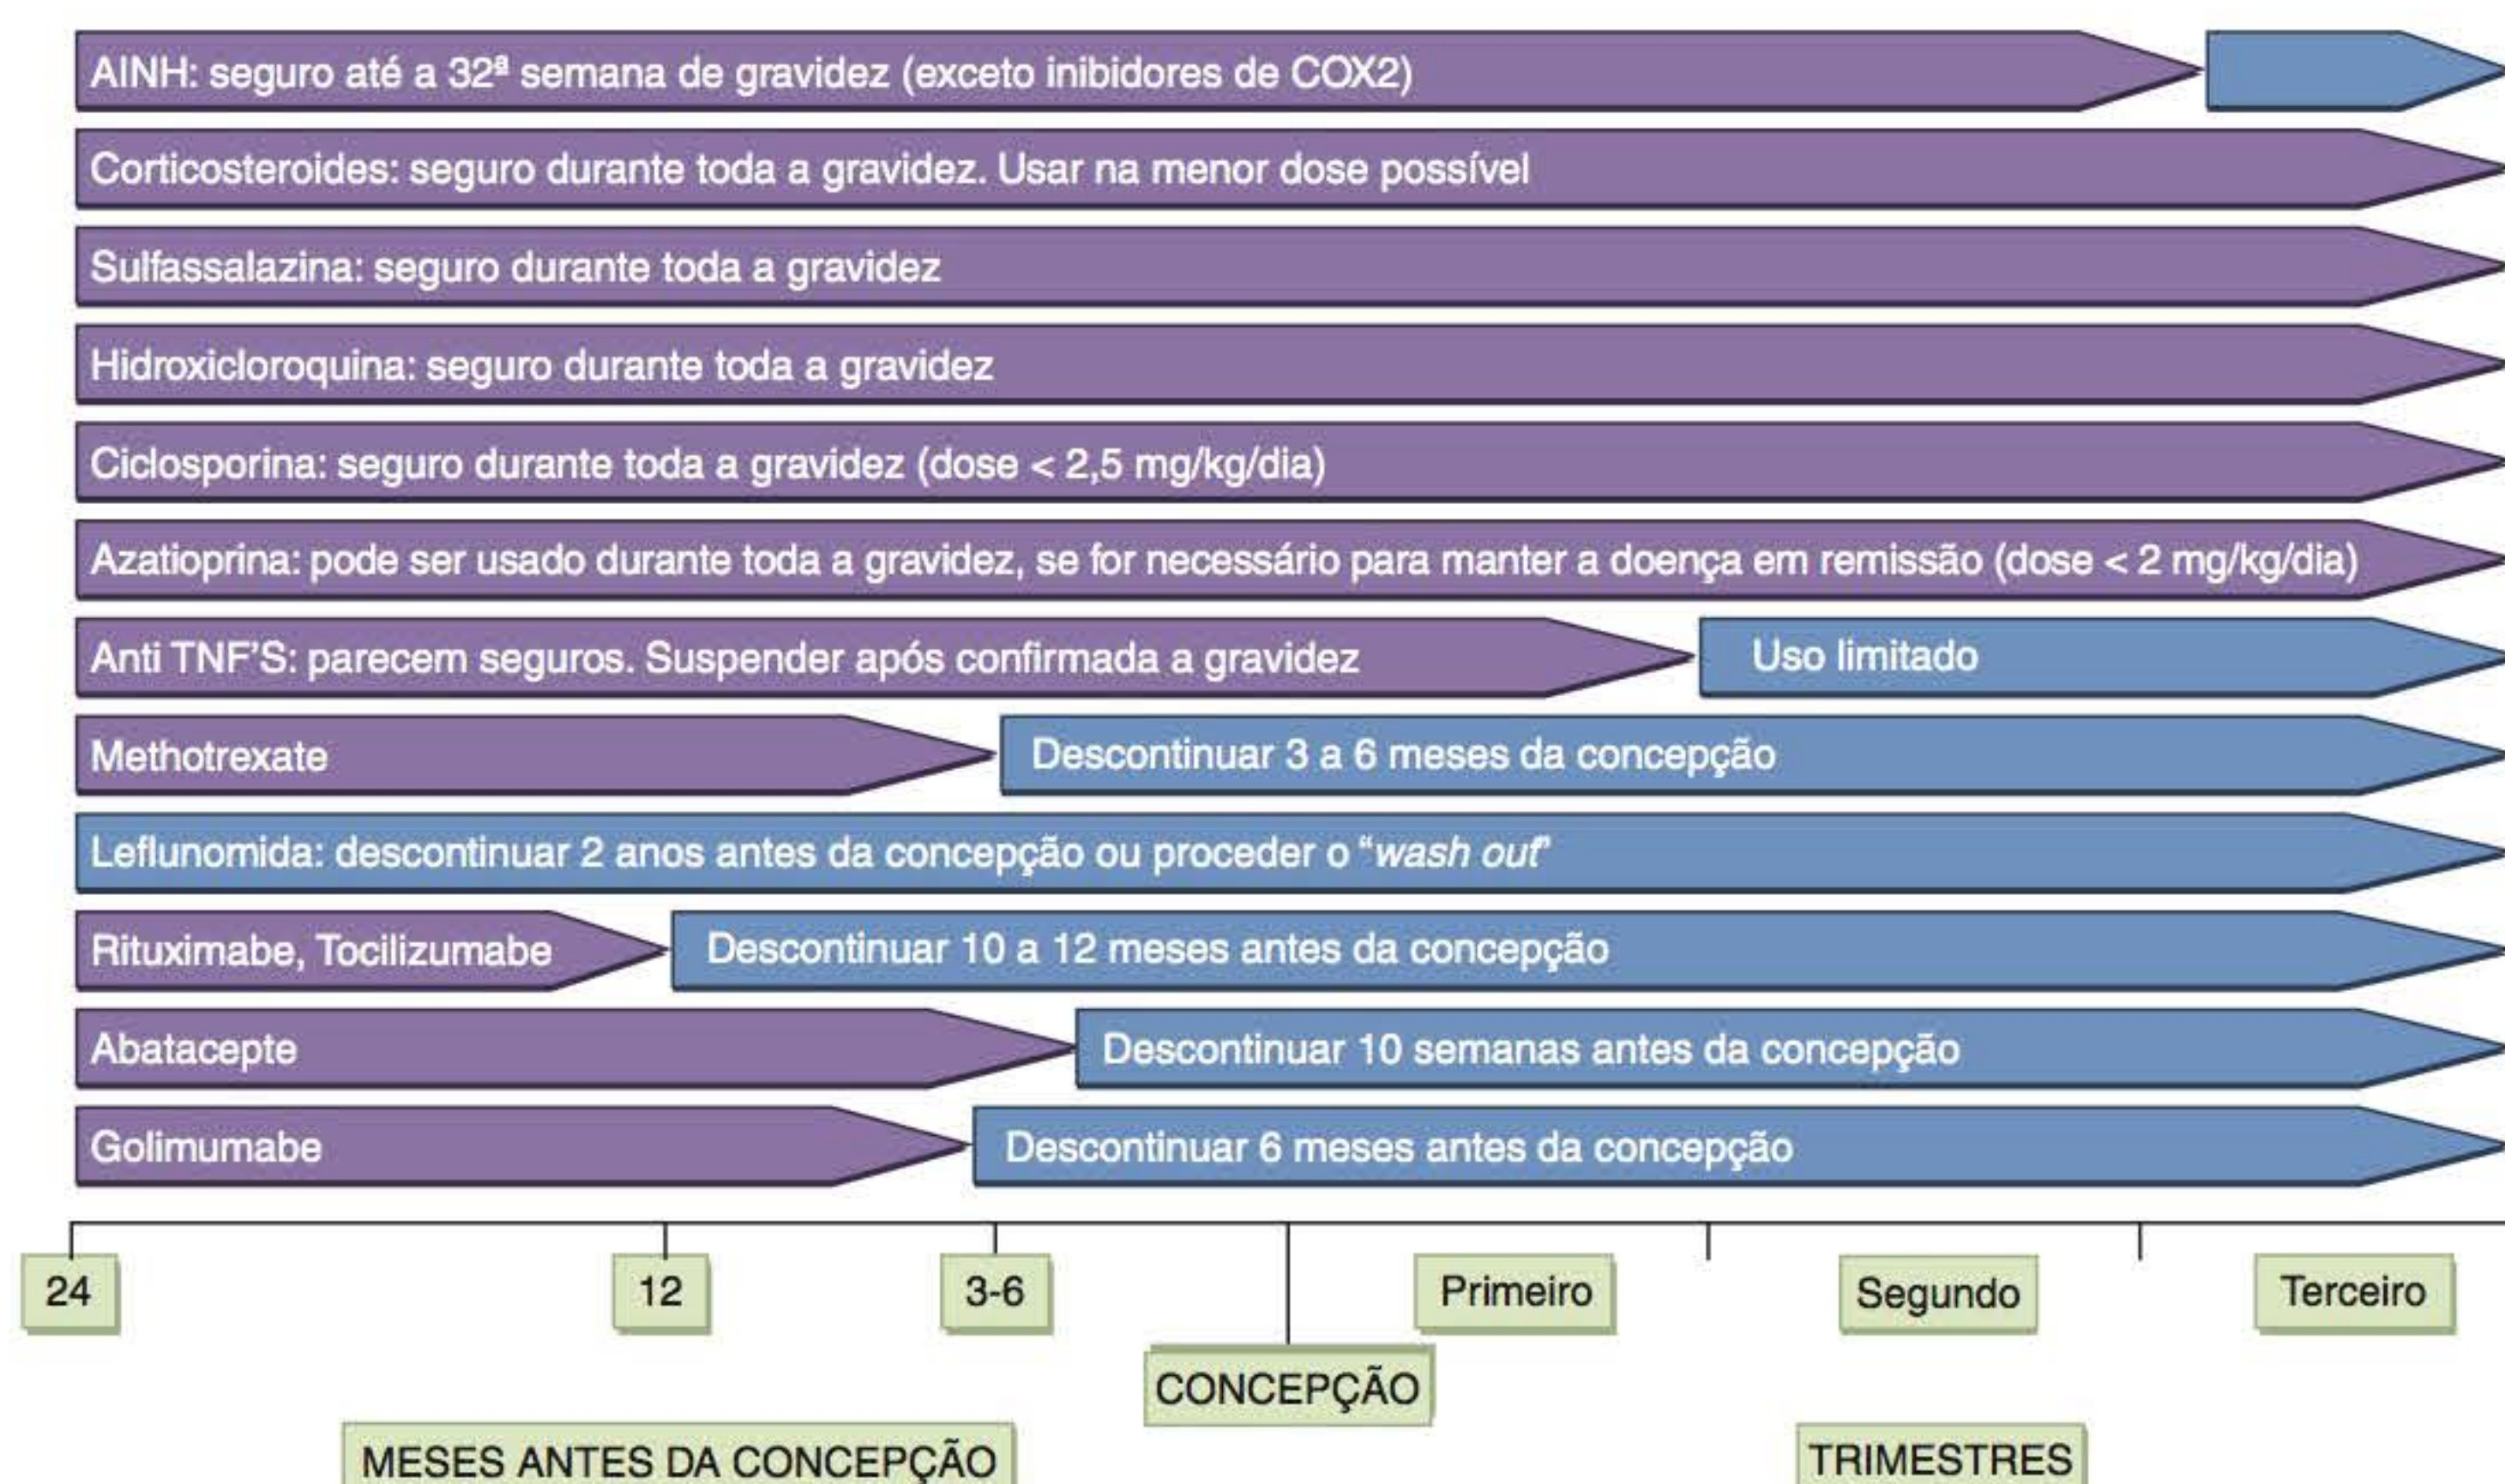 AINH: seguro até a 32ª semana de gravidez (exceto inibidores de COX2)
Corticosteroides: seguro durante toda a gravidez. Usar na menor dose possível
Sulfassalazina: seguro durante toda a gravidez
Hidroxicloroquina: seguro durante toda a gravidez
Ciclosporina: seguro durante toda a gravidez (dose < 2,5 mg/kg/dia)
Azatioprina: pode ser usado durante toda a gravidez, se for necessário para manter a doença em remissão (dose < 2 mg/kg/dia)
Anti TNF'S: parecem seguros. Suspender após confirmada a gravidez Uso limitado
Methotrexate Descontinuar 3 a 6 meses da concepção
Leflunomida: descontinuar 2 anos antes da concepção ou proceder o “wash out”
Rituximabe, Tocilizumabe Descontinuar 10 a 12 meses antes da concepção
Abatacepte Descontinuar 10 semanas antes da concepção
Golimumabe Descontinuar 6 meses antes da concepção
24 12 3-6 Primeiro Segundo Terceiro
CONCEPÇÃO
MESES ANTES DA CONCEPÇÃO TRIMESTRES